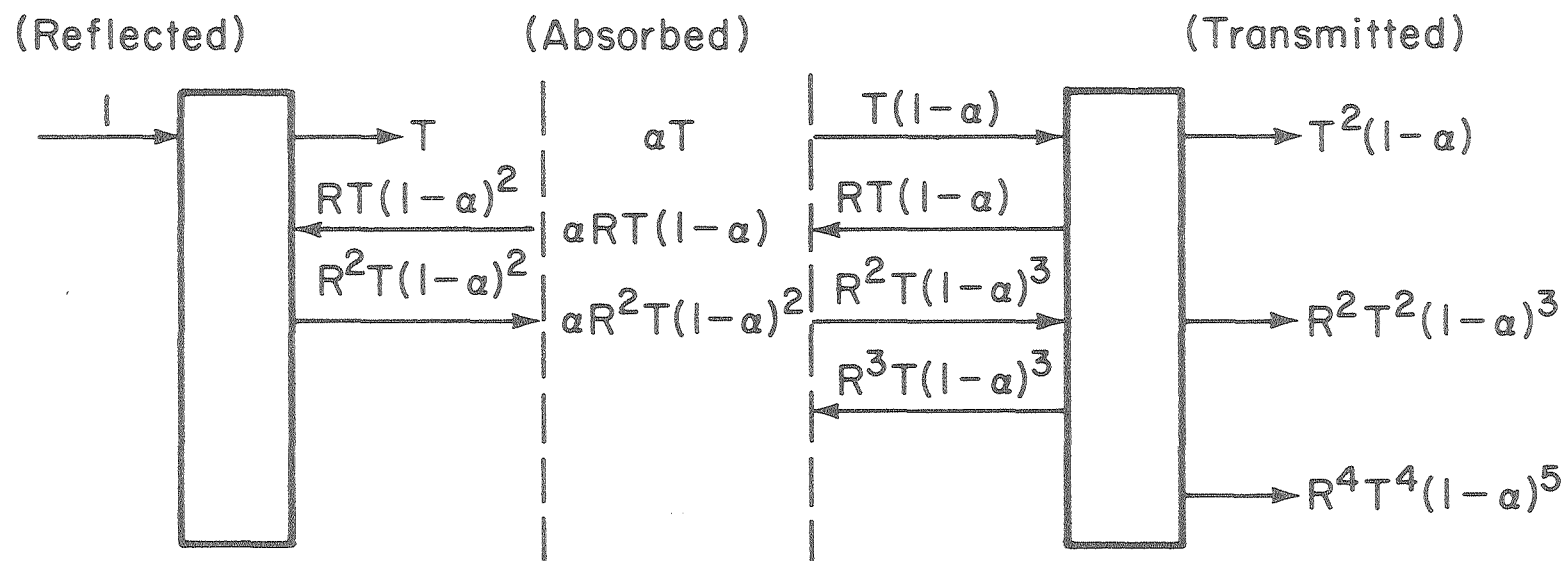 (Reflected) (Absorbed) (Transmitted)
1 T αT T(1-α) T²(1-α)
RT(1-α)² αRT(1-α) RT(1-α)
R²T(1-α)² αR²T(1-α)² R²T(1-α)³ R²T²(1-α)³
R³T(1-α)³
R⁴T⁴(1-α)⁵